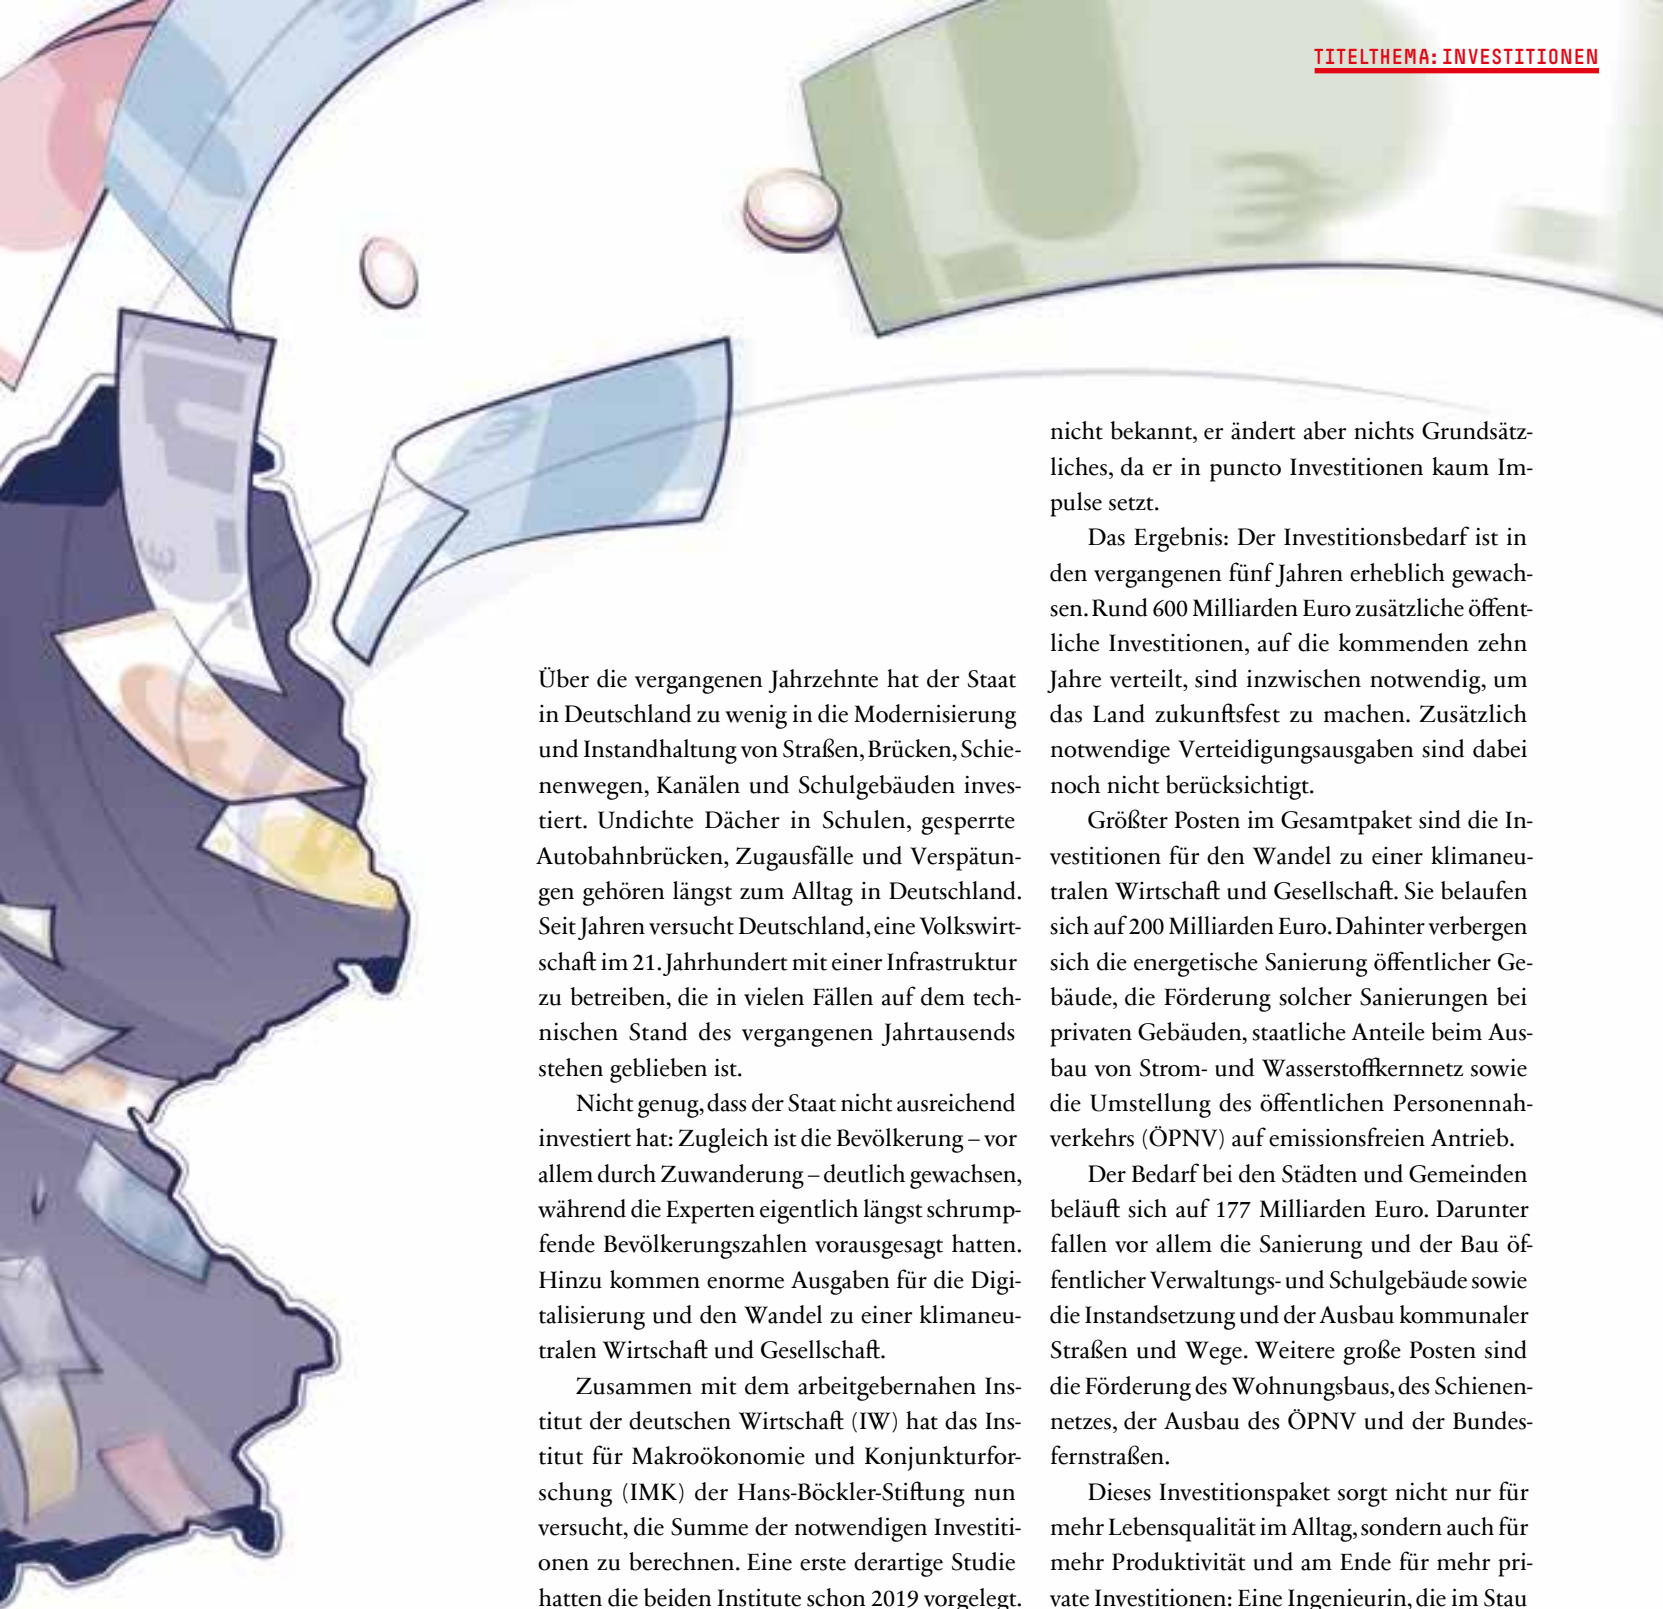 TITELTHEMA: INVESTITIONEN
Über die vergangenen Jahrzehnte hat der Staat
in Deutschland zu wenig in die Modernisierung
und Instandhaltung von Straßen, Brücken, Schie-
nenwegen, Kanälen und Schulgebäuden inves-
tiert. Undichte Dächer in Schulen, gesperrte
Autobahnbrücken, Zugausfälle und Verspätun-
gen gehören längst zum Alltag in Deutschland.
Seit Jahren versucht Deutschland, eine Volkswirt-
schaft im 21. Jahrhundert mit einer Infrastruktur
zu betreiben, die in vielen Fällen auf dem tech-
nischen Stand des vergangenen Jahrtausends
stehen geblieben ist.
Nicht genug, dass der Staat nicht ausreichend
investiert hat: Zugleich ist die Bevölkerung – vor
allem durch Zuwanderung – deutlich gewachsen,
während die Experten eigentlich längst schrump-
fende Bevölkerungszahlen vorausgesagt hatten.
Hinzu kommen enorme Ausgaben für die Digi-
talisierung und den Wandel zu einer klimaneu-
tralen Wirtschaft und Gesellschaft.
Zusammen mit dem arbeitgebernahen Ins-
titut der deutschen Wirtschaft (IW) hat das Ins-
titut für Makroökonomie und Konjunkturfor-
schung (IMK) der Hans-Böckler-Stiftung nun
versucht, die Summe der notwendigen Investiti-
onen zu berechnen. Eine erste derartige Studie
hatten die beiden Institute schon 2019 vorgelegt.
nicht bekannt, er ändert aber nichts Grundsätz-
liches, da er in puncto Investitionen kaum Im-
pulse setzt.
Das Ergebnis: Der Investitionsbedarf ist in
den vergangenen fünf Jahren erheblich gewach-
sen. Rund 600 Milliarden Euro zusätzliche öffent-
liche Investitionen, auf die kommenden zehn
Jahre verteilt, sind inzwischen notwendig, um
das Land zukunftsfest zu machen. Zusätzlich
notwendige Verteidigungsausgaben sind dabei
noch nicht berücksichtigt.
Größter Posten im Gesamtpaket sind die In-
vestitionen für den Wandel zu einer klimaneu-
tralen Wirtschaft und Gesellschaft. Sie belaufen
sich auf 200 Milliarden Euro. Dahinter verbergen
sich die energetische Sanierung öffentlicher Ge-
bäude, die Förderung solcher Sanierungen bei
privaten Gebäuden, staatliche Anteile beim Aus-
bau von Strom- und Wasserstoffkernnetz sowie
die Umstellung des öffentlichen Personennah-
verkehrs (ÖPNV) auf emissionsfreien Antrieb.
Der Bedarf bei den Städten und Gemeinden
beläuft sich auf 177 Milliarden Euro. Darunter
fallen vor allem die Sanierung und der Bau öf-
fentlicher Verwaltungs- und Schulgebäude sowie
die Instandsetzung und der Ausbau kommunaler
Straßen und Wege. Weitere große Posten sind
die Förderung des Wohnungsbaus, des Schienen-
netzes, der Ausbau des ÖPNV und der Bundes-
fernstraßen.
Dieses Investitionspaket sorgt nicht nur für
mehr Lebensqualität im Alltag, sondern auch für
mehr Produktivität und am Ende für mehr pri-
vate Investitionen: Eine Ingenieurin, die im Stau